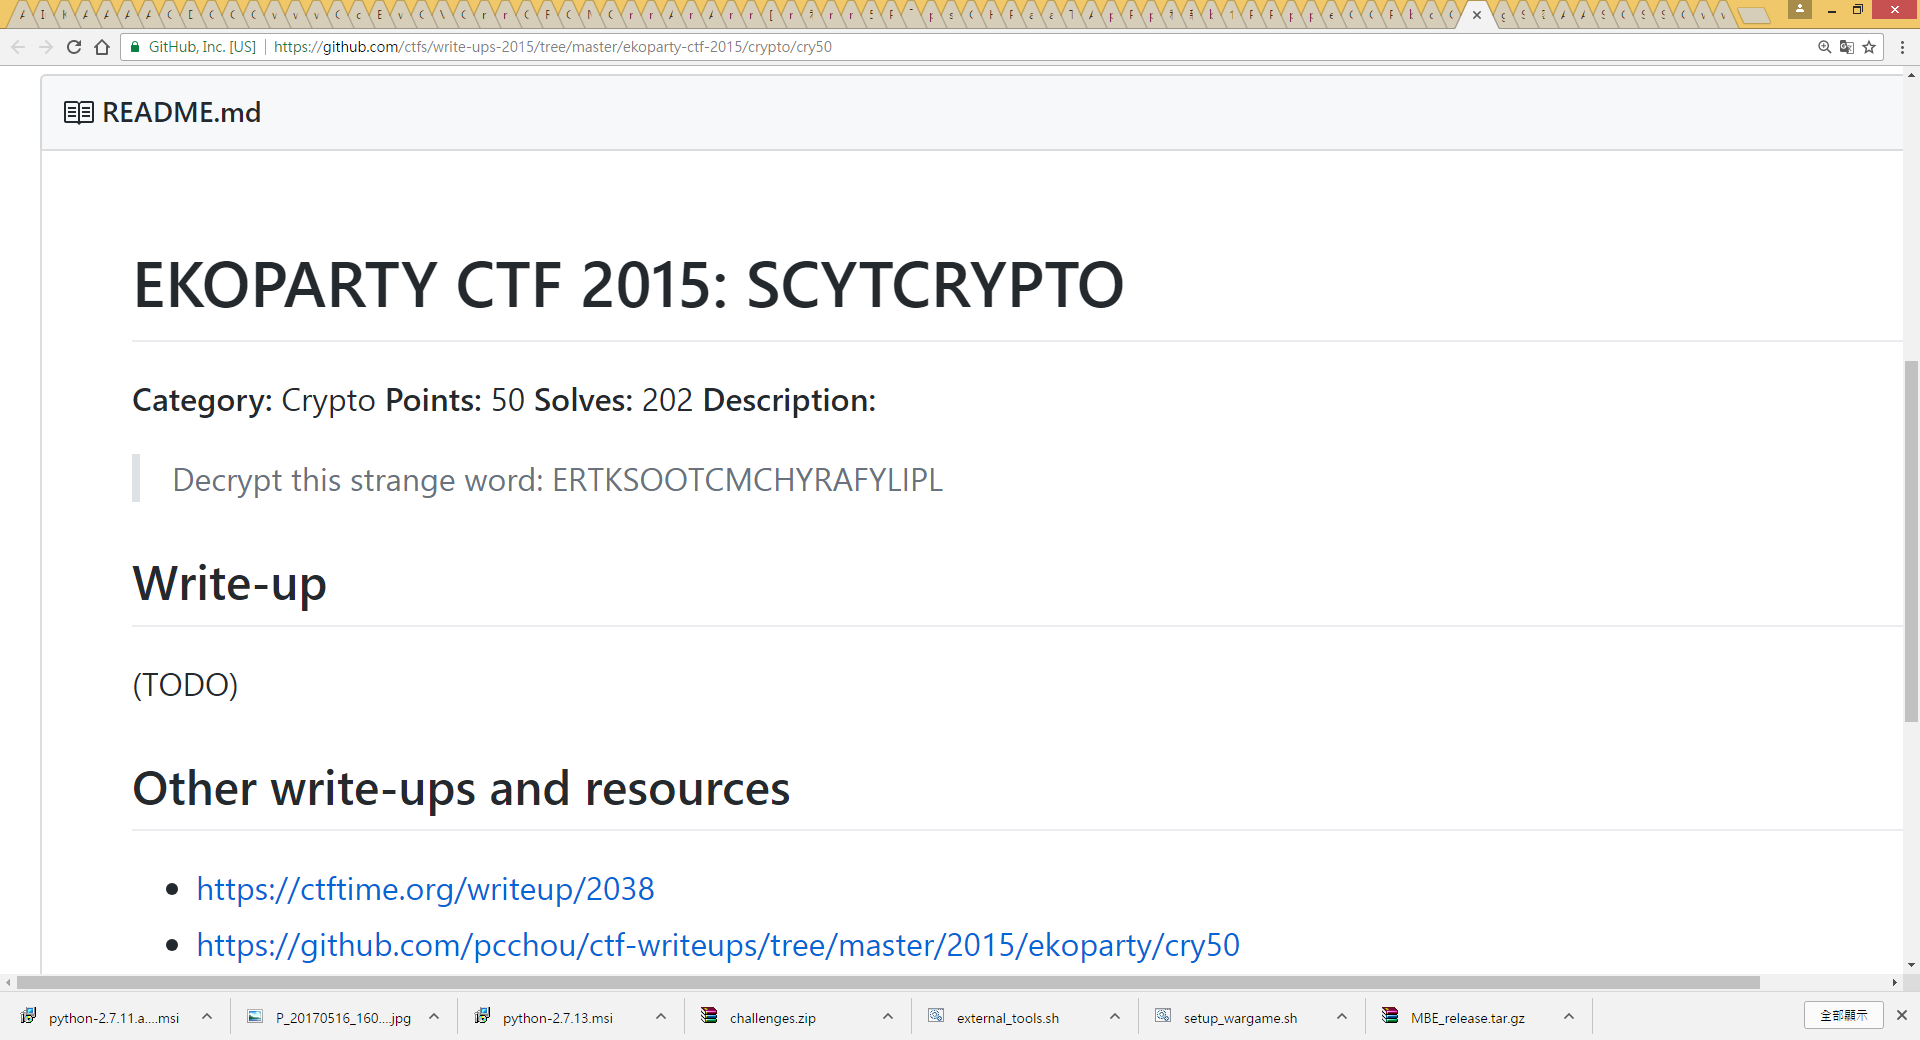 GitHub, Inc. [US] https://github.com/ctfs/write-ups-2015/tree/master/ekoparty-ctf-2015/crypto/cry50
README.md
EKOPARTY CTF 2015: SCYTCRYPTO
Category: Crypto Points: 50 Solves: 202 Description:
Decrypt this strange word: ERTKSOOTCMCHYRAFYLIPL
Write-up
(TODO)
Other write-ups and resources
https://ctftime.org/writeup/2038
https://github.com/pcchou/ctf-writeups/tree/master/2015/ekoparty/cry50
python-2.7.11.a....msi P_20170516_160....jpg python-2.7.13.msi challenges.zip external_tools.sh setup_wargame.sh MBE_release.tar.gz 全部顯示